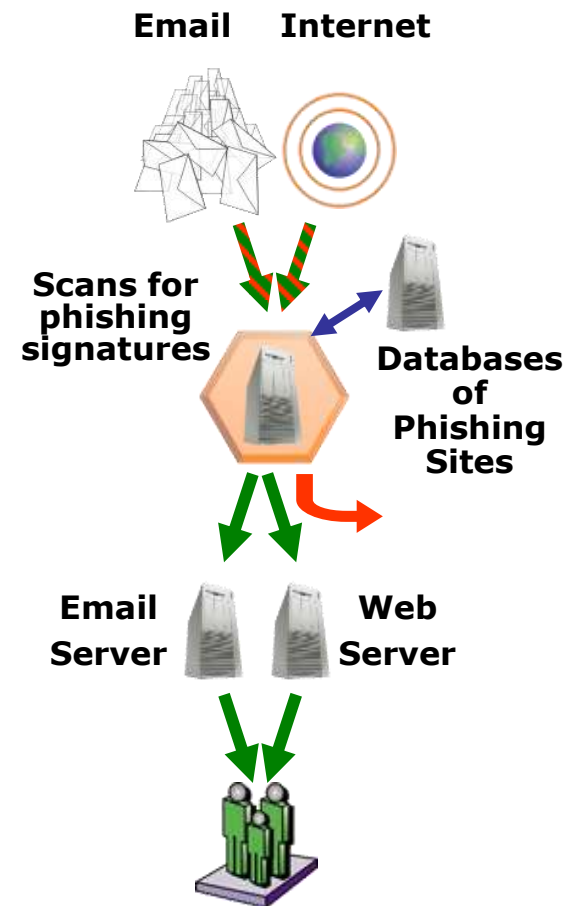 Email Internet
Scans for
phishing
signatures
Databases
of
Phishing
Sites
Email
Server
Web
Server